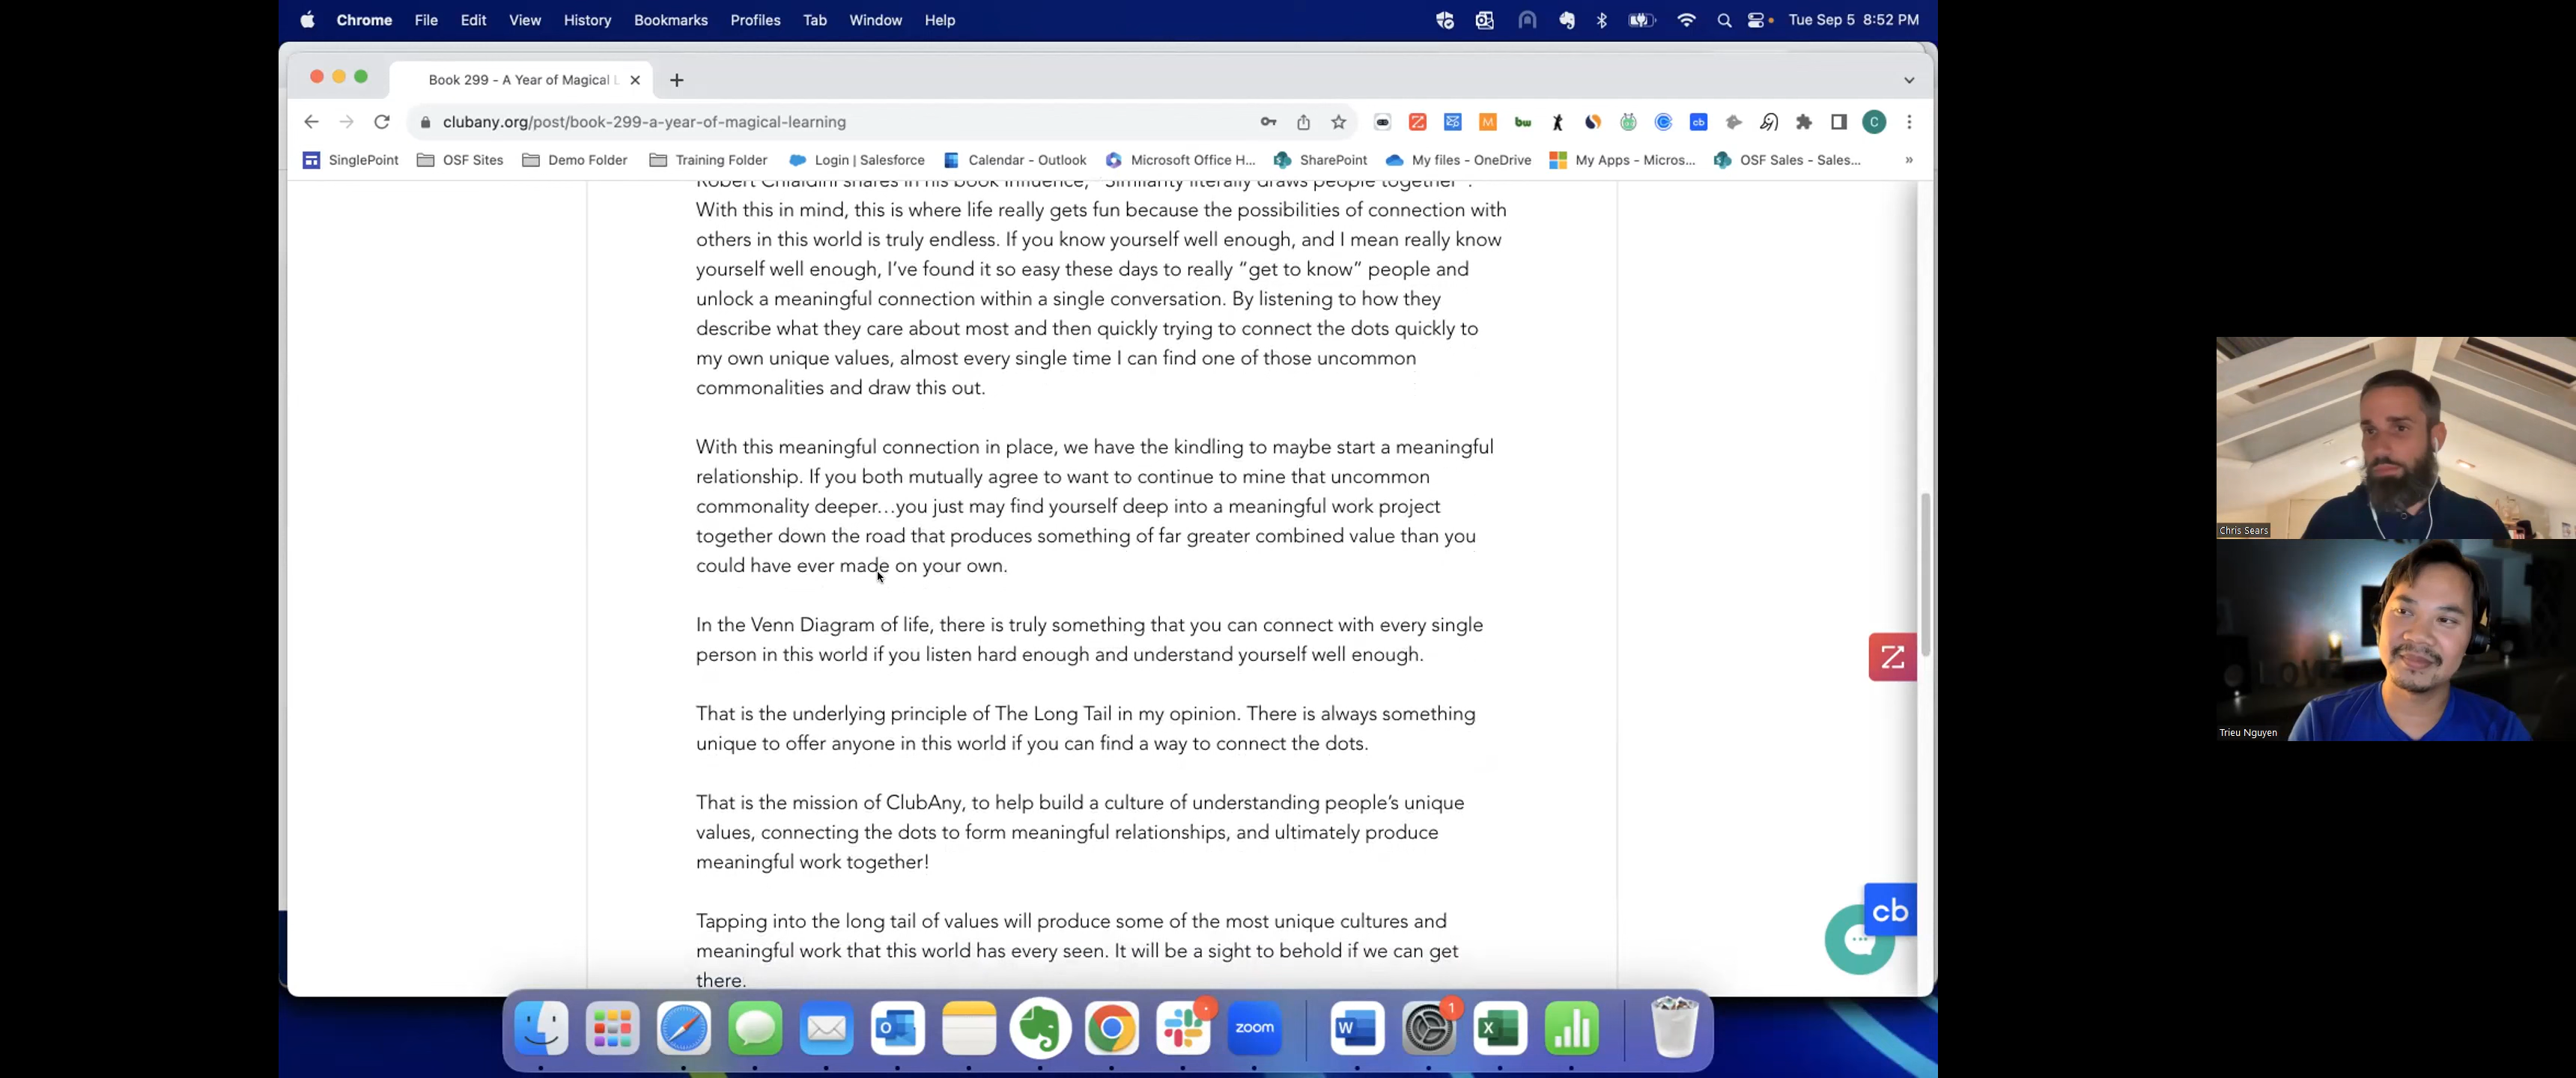 Chrome File Edit View History Bookmarks Profiles Tab Window Help
Tue Sep 5 8:52 PM
Book 299 - A Year of Magical L
clubany.org/post/book-299-a-year-of-magical-learning
SinglePoint OSF Sites Demo Folder Training Folder Login | Salesforce Calendar - Outlook Microsoft Office H... SharePoint My files - OneDrive My Apps - Micros... OSF Sales - Sales... »
shares in his book Influence, "Similarity literally draws people together".
With this in mind, this is where life really gets fun because the possibilities of connection with
others in this world is truly endless. If you know yourself well enough, and I mean really know
yourself well enough, I've found it so easy these days to really “get to know” people and
unlock a meaningful connection within a single conversation. By listening to how they
describe what they care about most and then quickly trying to connect the dots quickly to
my own unique values, almost every single time I can find one of those uncommon
commonalities and draw this out.
With this meaningful connection in place, we have the kindling to maybe start a meaningful
relationship. If you both mutually agree to want to continue to mine that uncommon
commonality deeper…you just may find yourself deep into a meaningful work project
together down the road that produces something of far greater combined value than you
could have ever made on your own.
In the Venn Diagram of life, there is truly something that you can connect with every single
person in this world if you listen hard enough and understand yourself well enough.
That is the underlying principle of The Long Tail in my opinion. There is always something
unique to offer anyone in this world if you can find a way to connect the dots.
That is the mission of ClubAny, to help build a culture of understanding people's unique
values, connecting the dots to form meaningful relationships, and ultimately produce
meaningful work together!
Tapping into the long tail of values will produce some of the most unique cultures and
meaningful work that this world has every seen. It will be a sight to behold if we can get
there.
cb
zoom
1
Chris Sears
LOVE
Trieu Nguyen